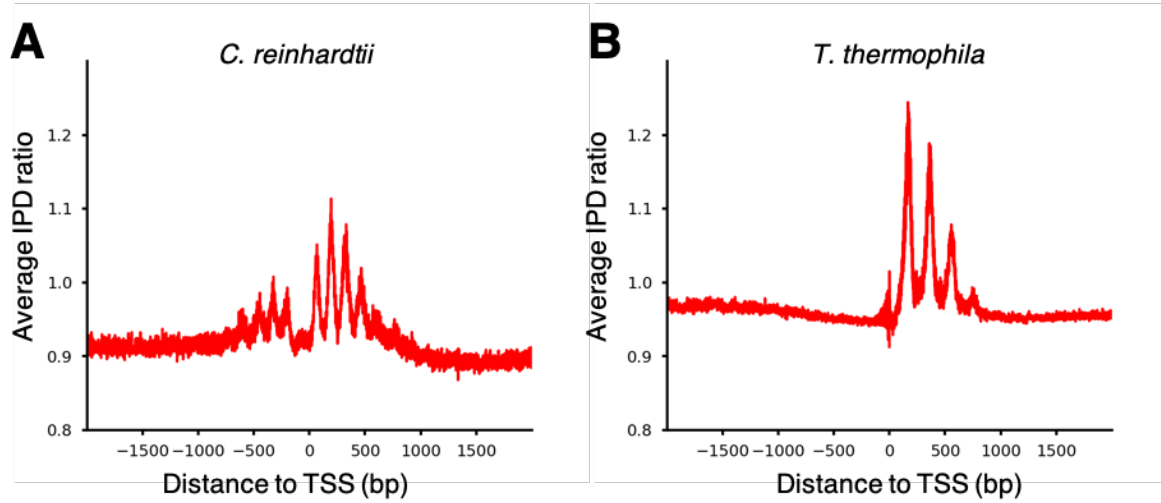 A
C. reinhardtii
Average IPD ratio
1.2
1.1
1.0
0.9
0.8
−1500 −1000 −500 0 500 1000 1500
Distance to TSS (bp)
B
T. thermophila
Average IPD ratio
1.2
1.1
1.0
0.9
0.8
−1500 −1000 −500 0 500 1000 1500
Distance to TSS (bp)